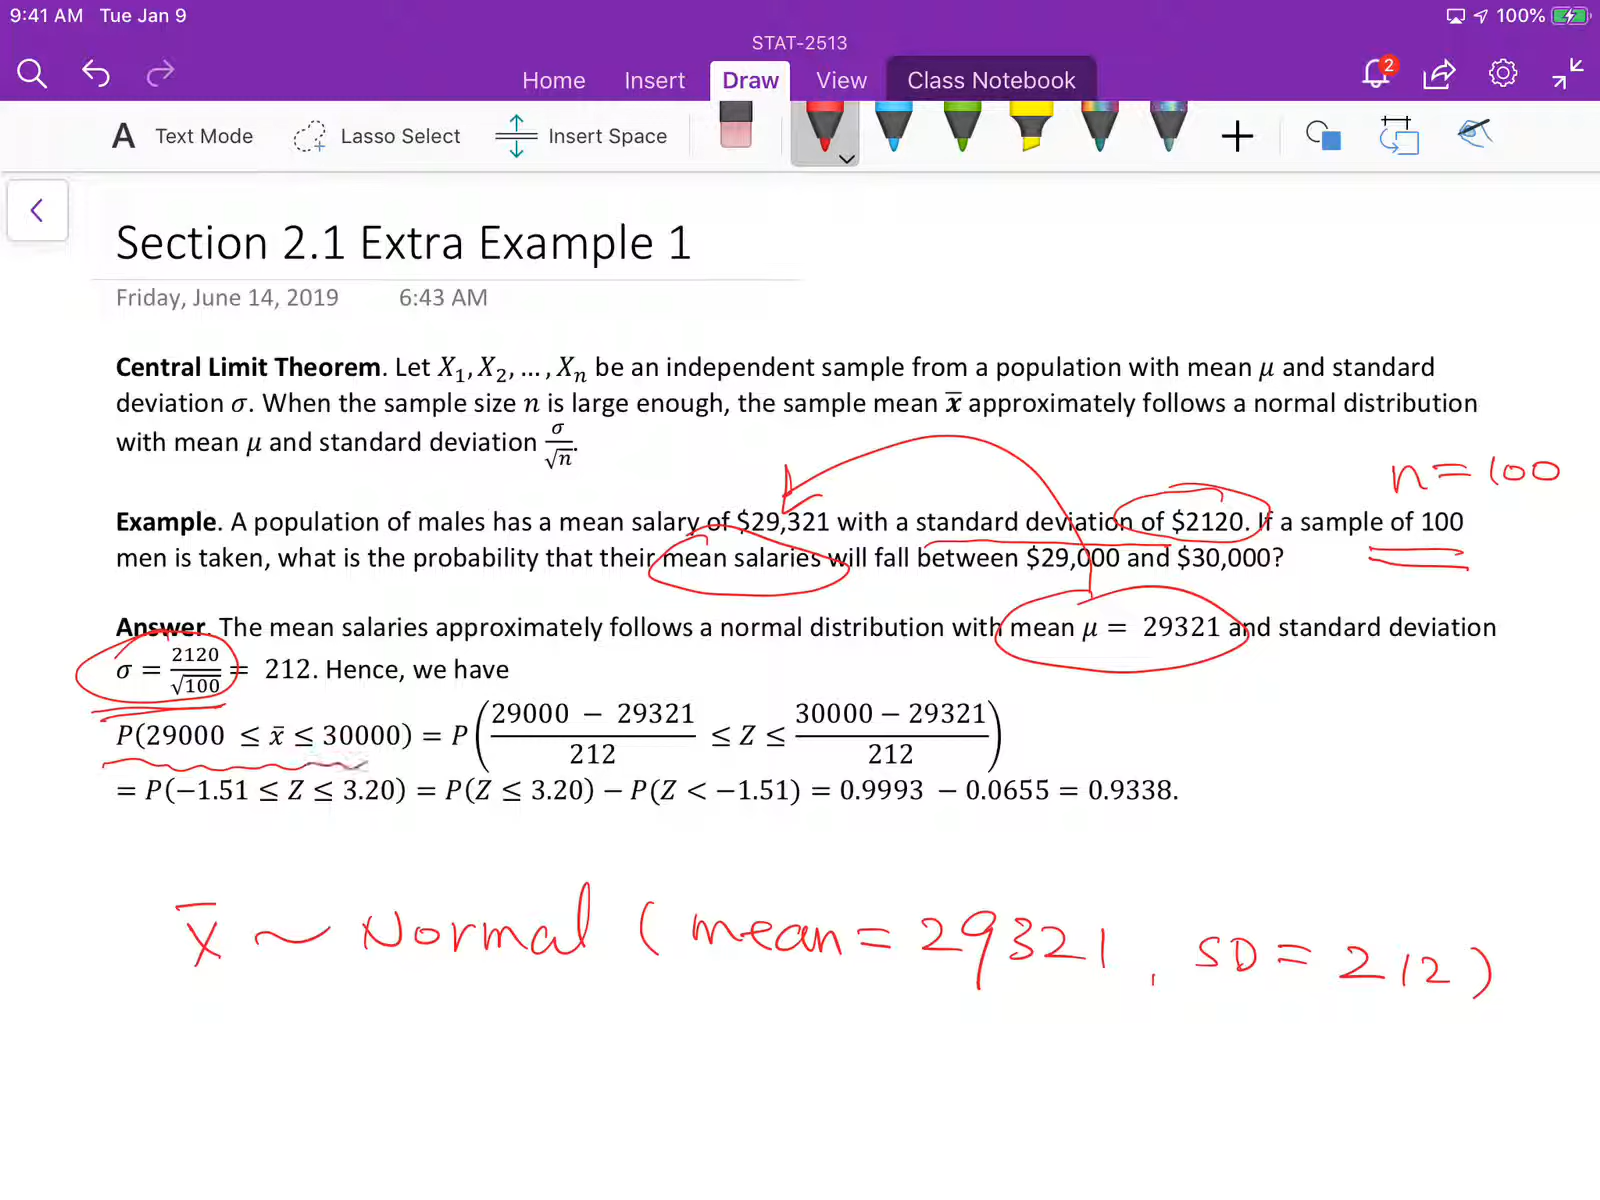 9:41 AM Tue Jan 9 100%
STAT-2513
Home Insert Draw View Class Notebook 2
A Text Mode Lasso Select Insert Space
Section 2.1 Extra Example 1
Friday, June 14, 2019 6:43 AM
Central Limit Theorem. Let X₁, X₂, …, Xₙ be an independent sample from a population with mean μ and standard
deviation σ. When the sample size n is large enough, the sample mean x̄ approximately follows a normal distribution
with mean μ and standard deviation σ/√n.
n = 100
Example. A population of males has a mean salary of $29,321 with a standard deviation of $2120. If a sample of 100
men is taken, what is the probability that their mean salaries will fall between $29,000 and $30,000?
Answer. The mean salaries approximately follows a normal distribution with mean μ = 29321 and standard deviation
σ = 2120/√100 = 212. Hence, we have
P(29000 ≤ x̄ ≤ 30000) = P((29000 − 29321)/212 ≤ Z ≤ (30000 − 29321)/212)
= P(−1.51 ≤ Z ≤ 3.20) = P(Z ≤ 3.20) − P(Z < −1.51) = 0.9993 − 0.0655 = 0.9338.
X̄ ~ Normal (mean = 29321, SD = 212)